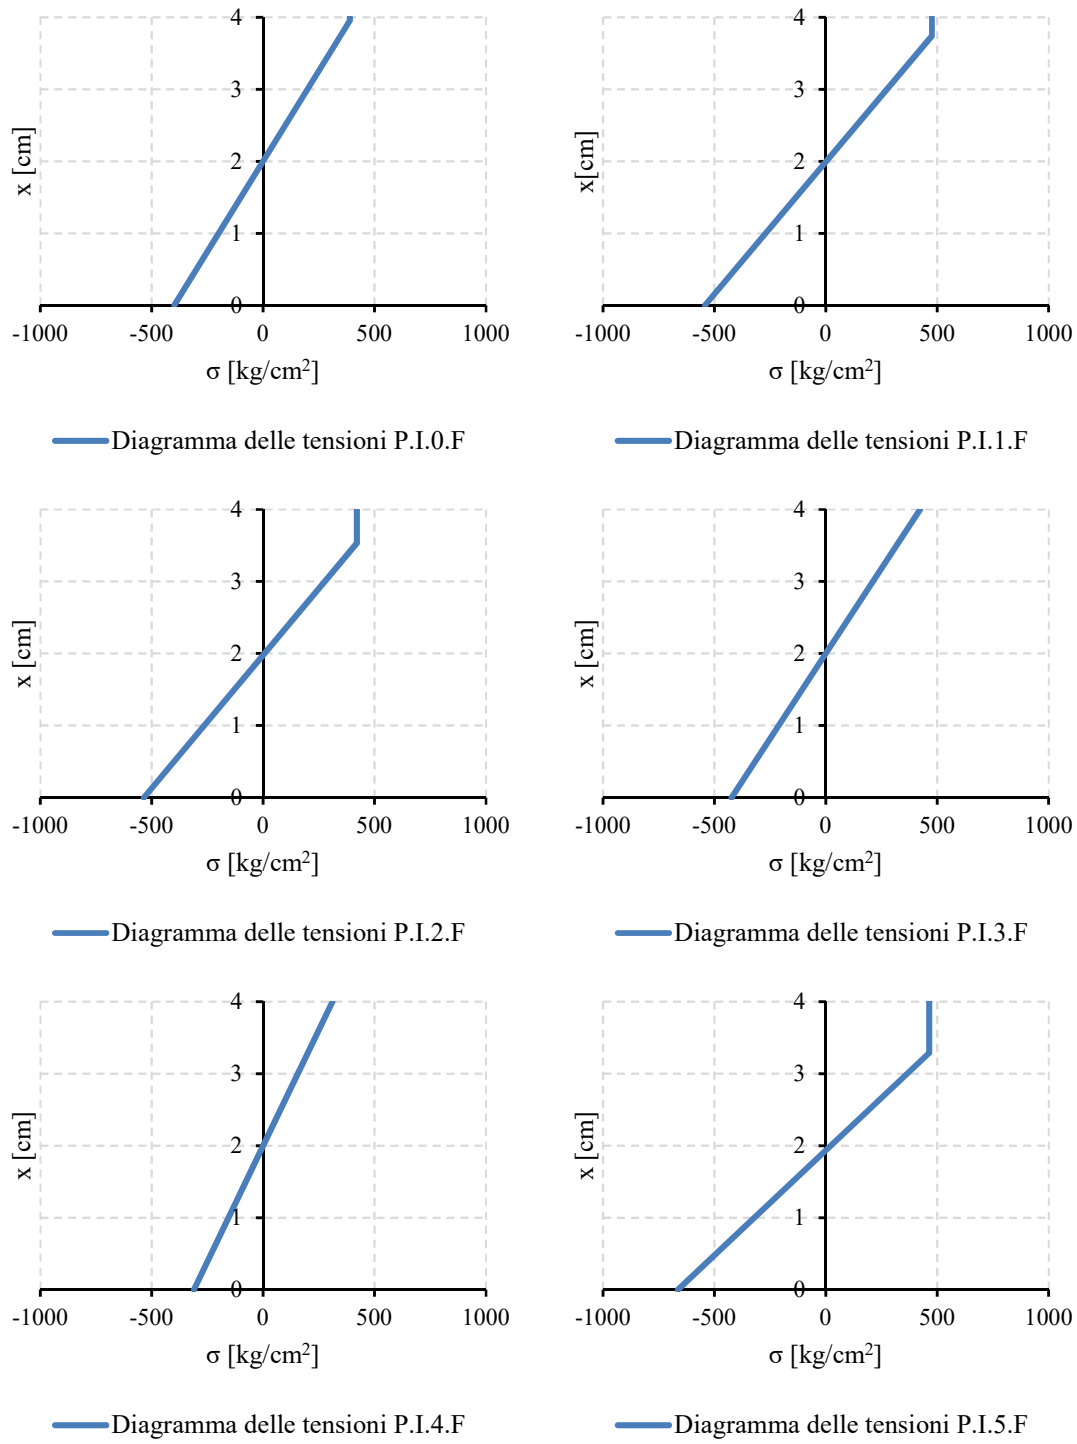 4
3
2
1
0
x [cm]
-1000 -500 0 500 1000
σ [kg/cm²]
Diagramma delle tensioni P.I.0.F
4
3
2
1
0
x[cm]
-1000 -500 0 500 1000
σ [kg/cm²]
Diagramma delle tensioni P.I.1.F
4
3
2
1
0
x [cm]
-1000 -500 0 500 1000
σ [kg/cm²]
Diagramma delle tensioni P.I.2.F
4
3
2
1
0
x [cm]
-1000 -500 0 500 1000
σ [kg/cm²]
Diagramma delle tensioni P.I.3.F
4
3
2
1
0
x [cm]
-1000 -500 0 500 1000
σ [kg/cm²]
Diagramma delle tensioni P.I.4.F
4
3
2
1
0
x [cm]
-1000 -500 0 500 1000
σ [kg/cm²]
Diagramma delle tensioni P.I.5.F